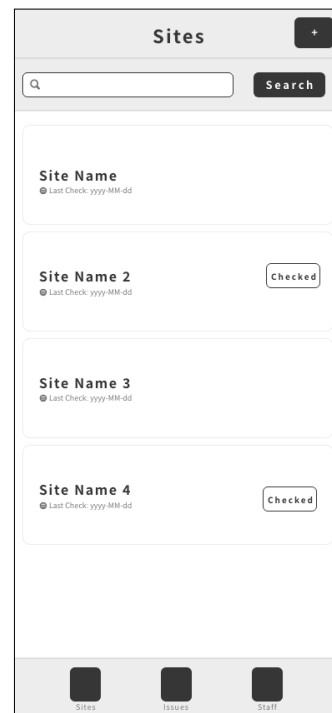 Sites
+
Search
Site Name
Last Check: yyyy-MM-dd
Site Name 2
Last Check: yyyy-MM-dd
Checked
Site Name 3
Last Check: yyyy-MM-dd
Site Name 4
Last Check: yyyy-MM-dd
Checked
Sites Issues Staff